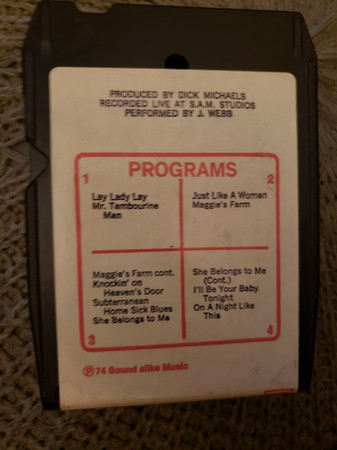 PRODUCED BY DICK MICHAELS
RECORDED LIVE AT S.A.M. STUDIOS
PERFORMED BY J. WEBB
PROGRAMS
1
Lay Lady Lay
Mr. Tambourine
Man
2
Just Like A Woman
Maggie's Farm
Maggie's Farm cont.
Knockin' on
Heaven's Door
Subterranean
Home Sick Blues
She Belongs to Me
3
She Belongs to Me
(Cont.)
I'll Be Your Baby
Tonight
On A Night Like
This
4
℗74 Sound alike Music